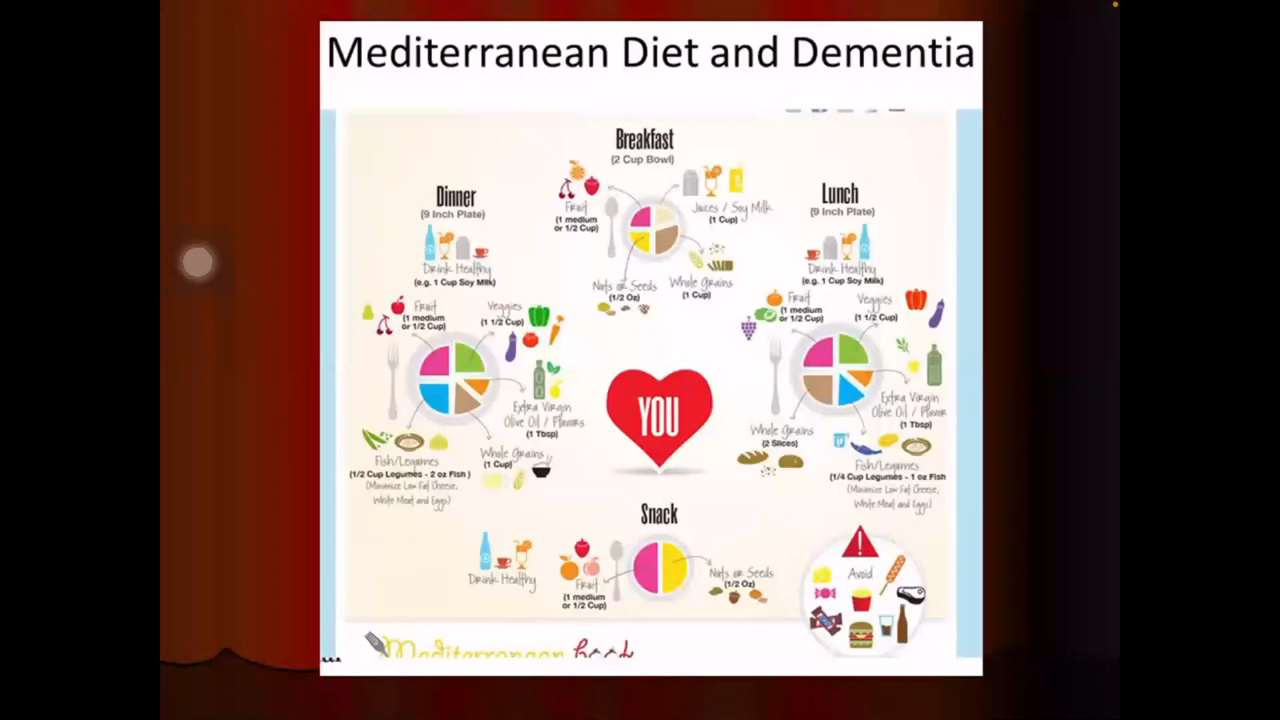 Mediterranean Diet and Dementia
Breakfast
(2 Cup Bowl)
Fruit
(1 medium
or 1/2 Cup)
Juices / Soy Milk
(1 Cup)
Nuts or Seeds
(1/2 Oz)
Whole Grains
(1 Cup)
Dinner
(9 Inch Plate)
Drink Healthy
(e.g. 1 Cup Soy Milk)
Fruit
(1 medium
or 1/2 Cup)
Veggies
(1 1/2 Cup)
Extra Virgin
Olive Oil / Flavors
(1 Tbsp)
Whole Grains
(1 Cup)
Fish/Legumes
(1/2 Cup Legumes - 2 oz Fish )
(Minimize Low Fat Cheese,
White Meat and Eggs)
Lunch
(9 Inch Plate)
Drink Healthy
(e.g. 1 Cup Soy Milk)
Fruit
(1 medium
or 1/2 Cup)
Veggies
(1 1/2 Cup)
Extra Virgin
Olive Oil / Flavor
(1 Tbsp)
Whole Grains
(2 Slices)
Fish/Legumes
(1/4 Cup Legumes - 1 oz Fish
(Minimize Low Fat Cheese,
White Meat and Eggs)
YOU
Snack
Drink Healthy
Fruit
(1 medium
or 1/2 Cup)
Nuts or Seeds
(1/2 Oz)
Avoid
Mediterranean book